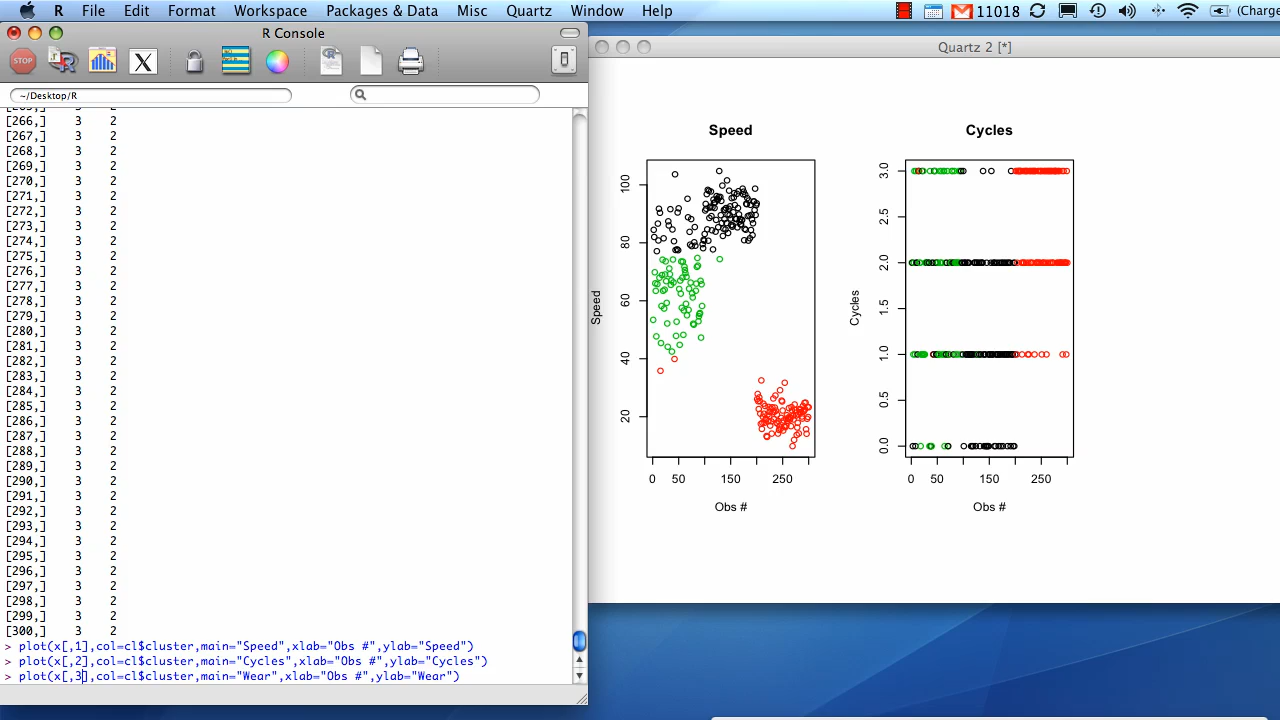 R File Edit Format Workspace Packages & Data Misc Quartz Window Help 11018 (Charge
R Console
STOP
R
X
~/Desktop/R
[265,] 3 2
[266,] 3 2
[267,] 3 2
[268,] 3 2
[269,] 3 2
[270,] 3 2
[271,] 3 2
[272,] 3 2
[273,] 3 2
[274,] 3 2
[275,] 3 2
[276,] 3 2
[277,] 3 2
[278,] 3 2
[279,] 3 2
[280,] 3 2
[281,] 3 2
[282,] 3 2
[283,] 3 2
[284,] 3 2
[285,] 3 2
[286,] 3 2
[287,] 3 2
[288,] 3 2
[289,] 3 2
[290,] 3 2
[291,] 3 2
[292,] 3 2
[293,] 3 2
[294,] 3 2
[295,] 3 2
[296,] 3 2
[297,] 3 2
[298,] 3 2
[299,] 3 2
[300,] 3 2
> plot(x[,1],col=cl$cluster,main="Speed",xlab="Obs #",ylab="Speed")
> plot(x[,2],col=cl$cluster,main="Cycles",xlab="Obs #",ylab="Cycles")
> plot(x[,3],col=cl$cluster,main="Wear",xlab="Obs #",ylab="Wear")
Quartz 2 [*]
Speed
Speed
100
80
60
40
20
0 50 150 250
Obs #
Cycles
Cycles
3.0
2.5
2.0
1.5
1.0
0.5
0.0
0 50 150 250
Obs #